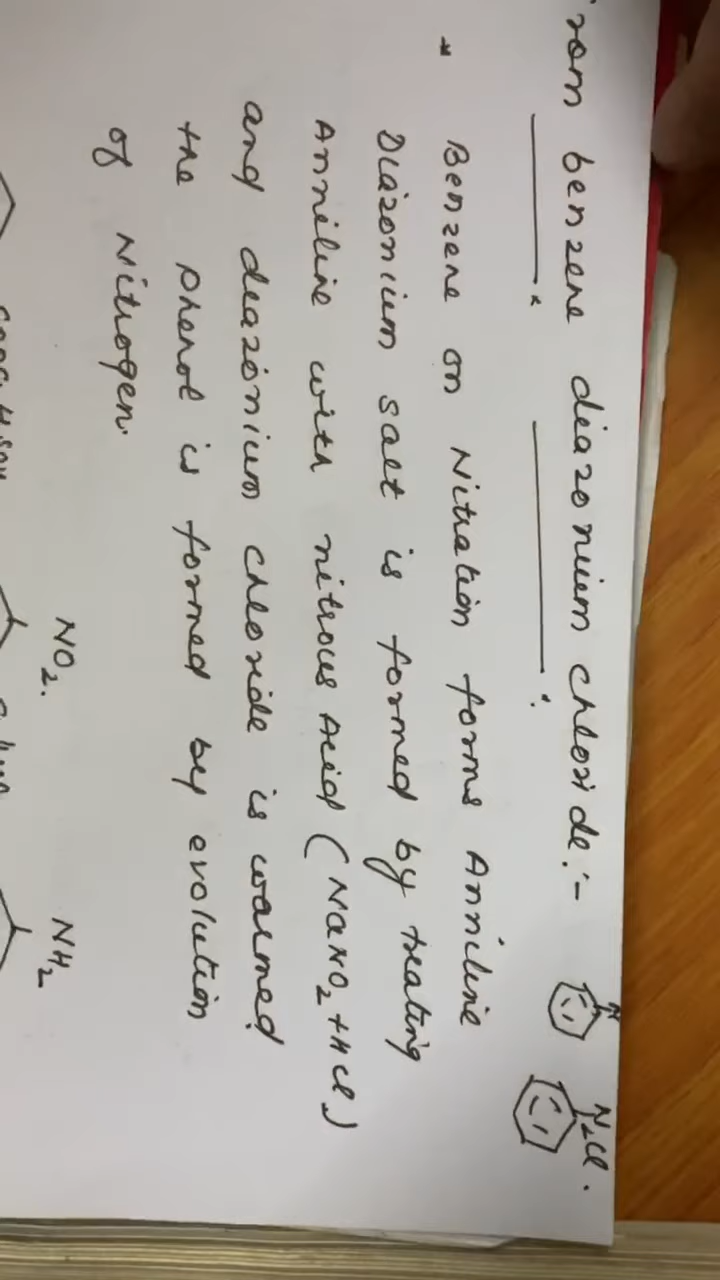 rom benzene diazonium chloride :-
N N2Cl.
* Benzene on Nitration forms Anniline
Diazonium salt is formed by treating
Anniline with nitrous Acid (NaNO2 + HCl)
and diazonium chloride is warmed
the phenol is formed by evolution
of Nitrogen.
NO2. NH2